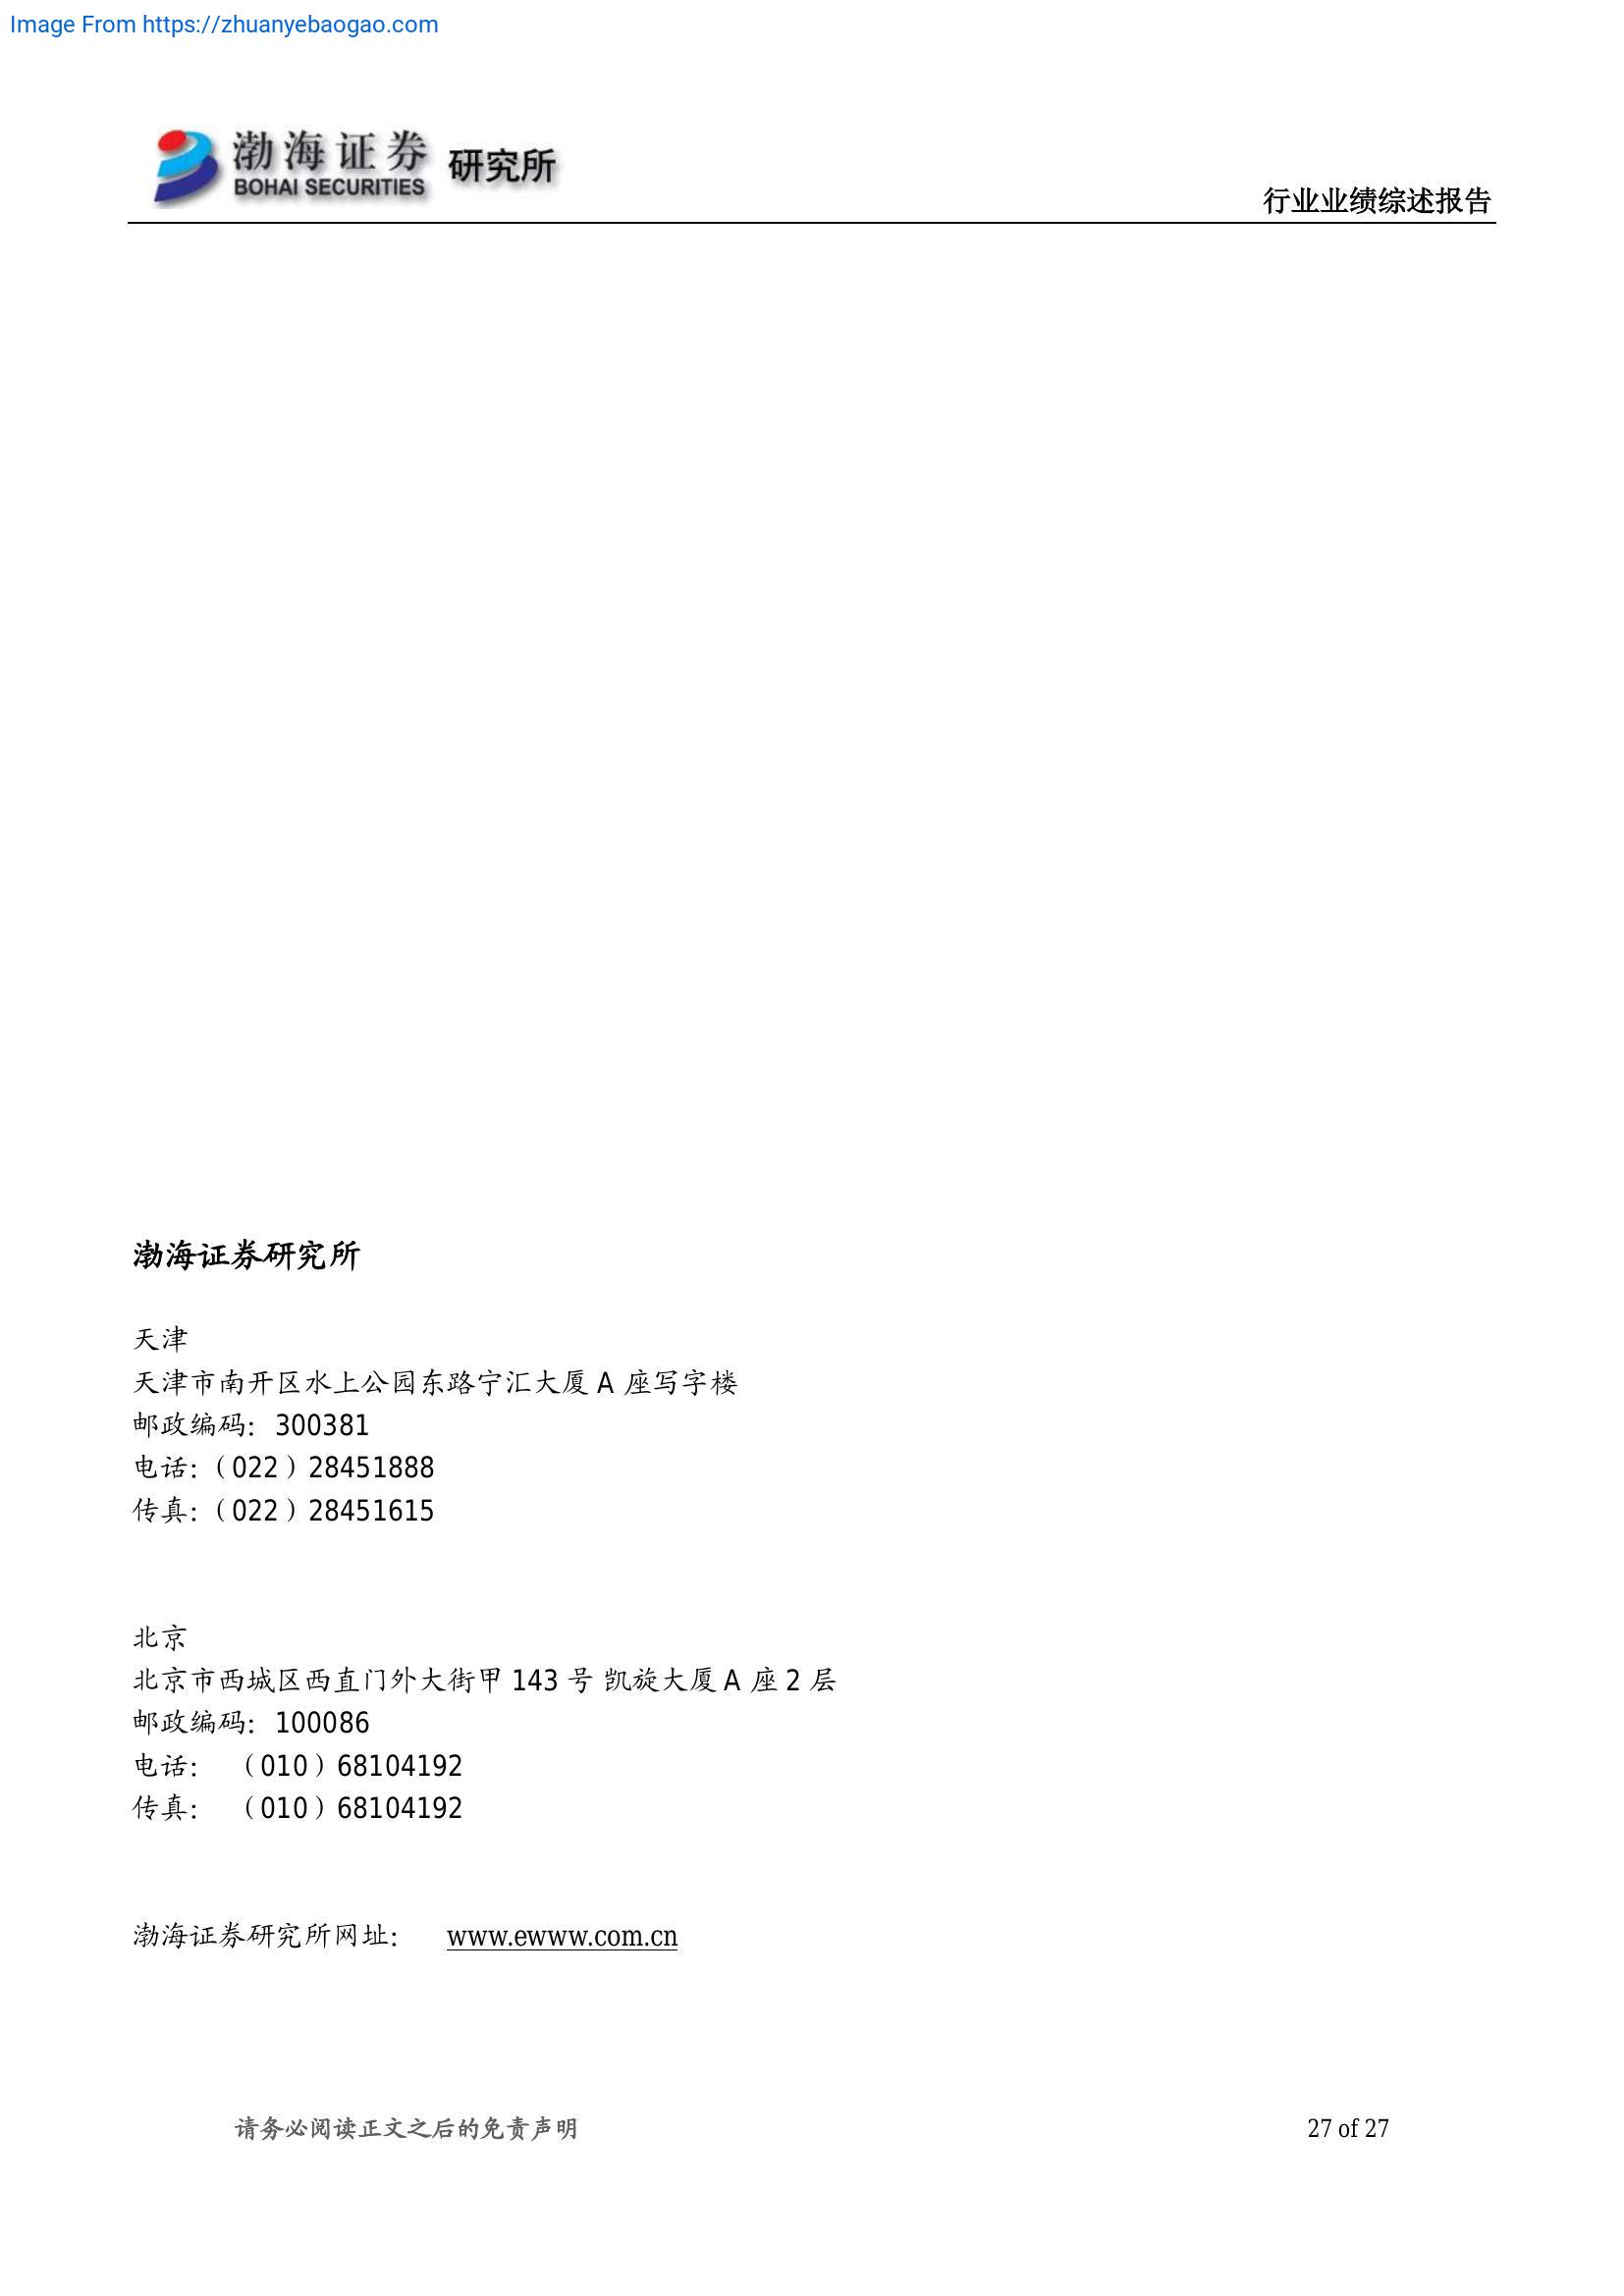 Image From https://zhuanyebaogao.com
渤海证券 研究所
BOHAI SECURITIES
行业业绩综述报告
渤海证券研究所
天津
天津市南开区水上公园东路宁汇大厦 A 座写字楼
邮政编码：300381
电话：（022）28451888
传真：（022）28451615
北京
北京市西城区西直门外大街甲 143 号 凯旋大厦 A 座 2 层
邮政编码：100086
电话： （010）68104192
传真： （010）68104192
渤海证券研究所网址： www.ewww.com.cn
请务必阅读正文之后的免责声明 27 of 27